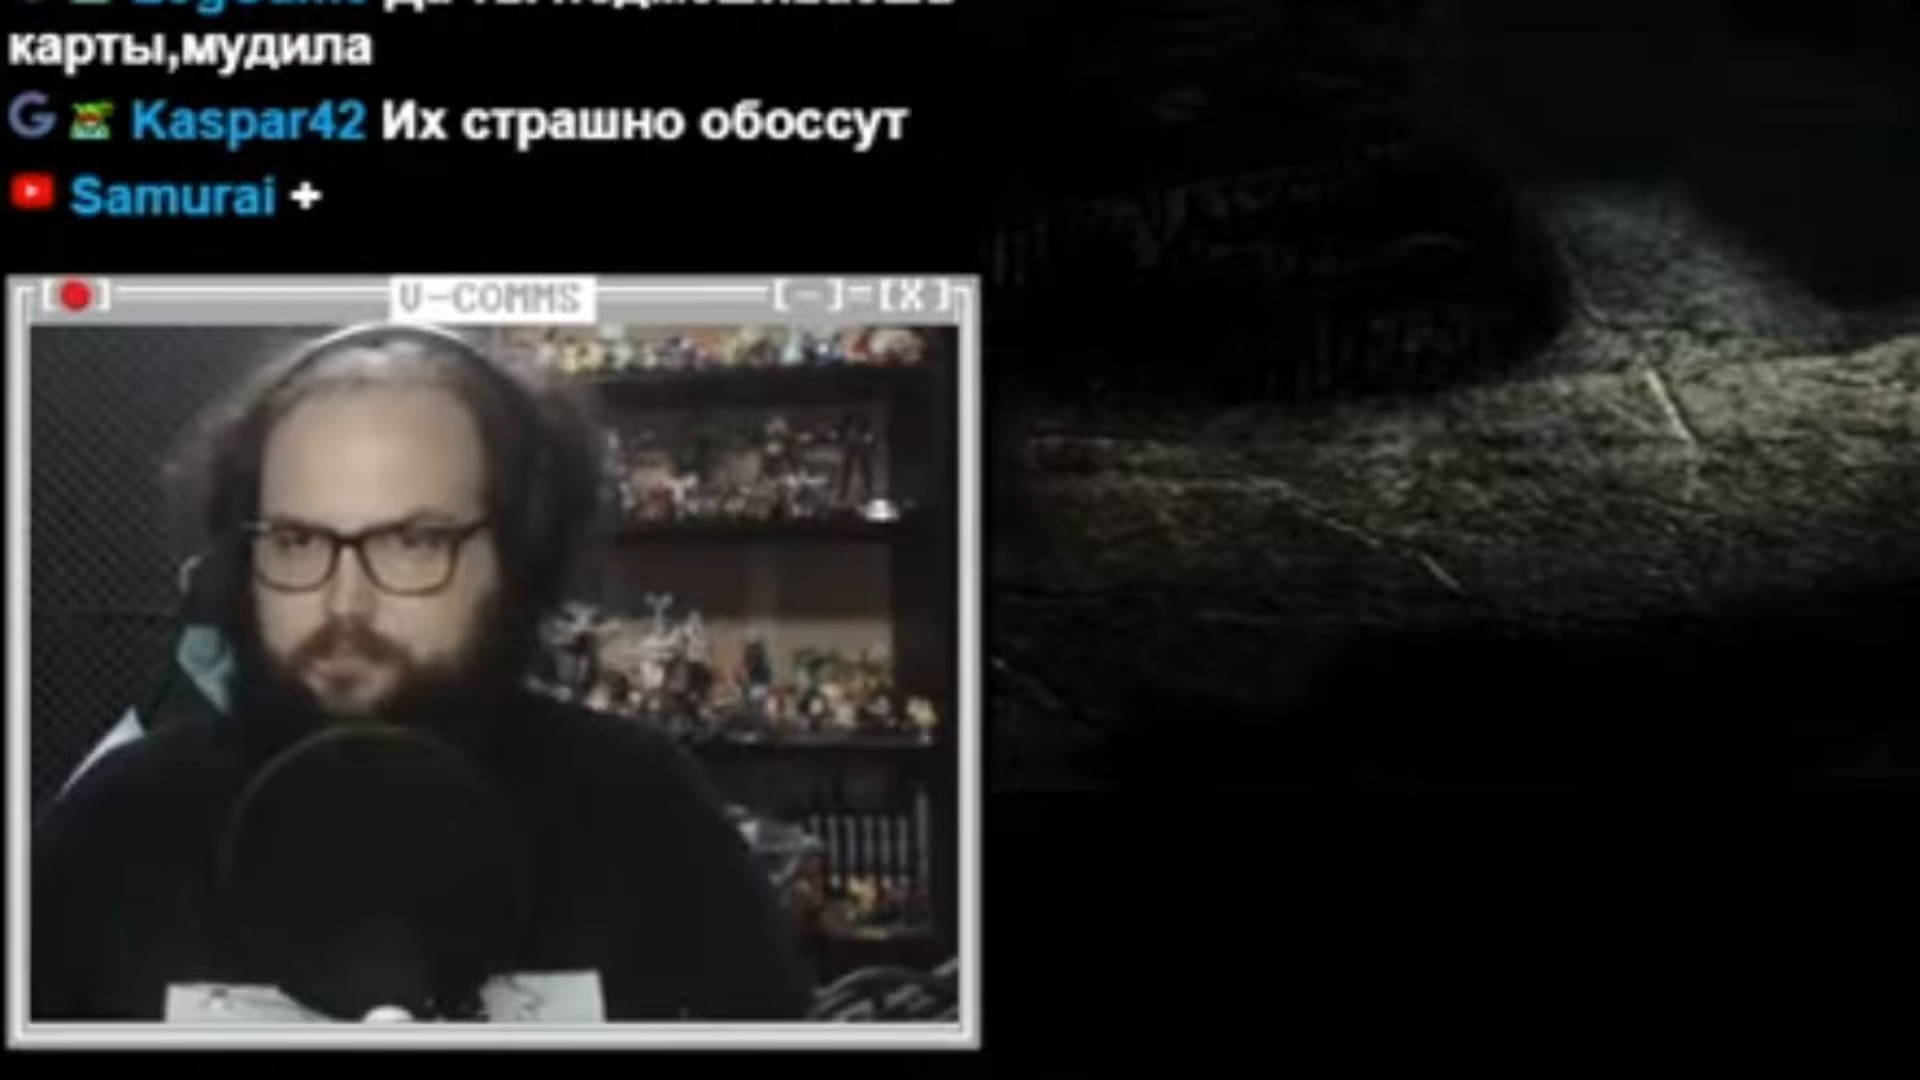 карты,мудила
Kaspar42 Их страшно обоссут
Samurai +
V-COMMS [-]-[X]